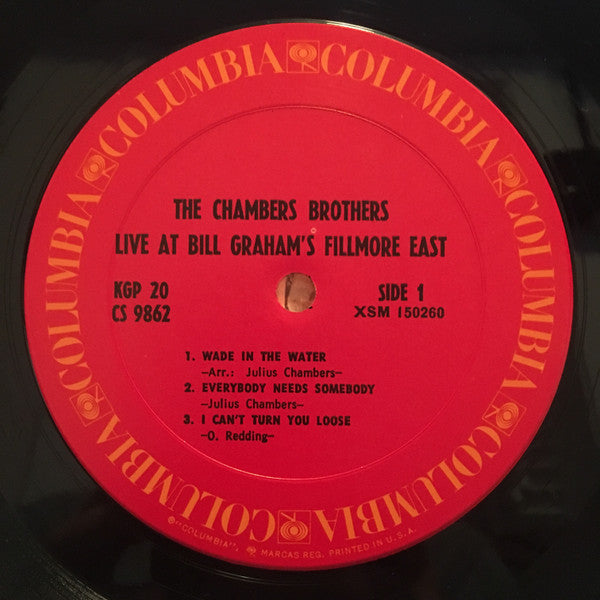 COLUMBIA COLUMBIA COLUMBIA COLUMBIA COLUMBIA COLUMBIA
THE CHAMBERS BROTHERS
LIVE AT BILL GRAHAM'S FILLMORE EAST
KGP 20 SIDE 1
CS 9862 XSM 150260
1. WADE IN THE WATER
–Arr.: Julius Chambers–
2. EVERYBODY NEEDS SOMEBODY
–Julius Chambers–
3. I CAN'T TURN YOU LOOSE
–O. Redding–
℗"COLUMBIA", MARCAS REG. PRINTED IN U.S.A.